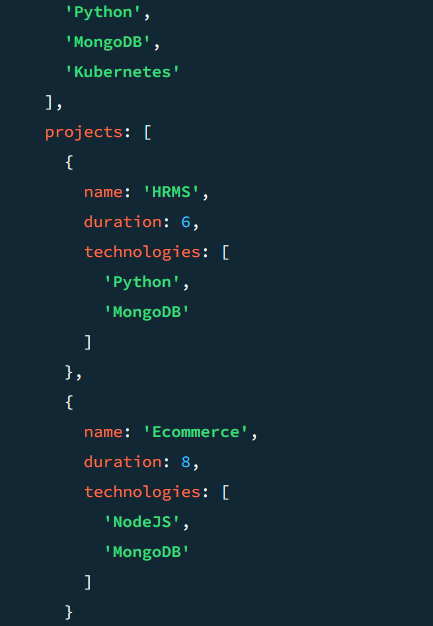 'Python',
'MongoDB',
'Kubernetes'
],
projects: [
{
name: 'HRMS',
duration: 6,
technologies: [
'Python',
'MongoDB'
]
},
{
name: 'Ecommerce',
duration: 8,
technologies: [
'NodeJS',
'MongoDB'
]
}